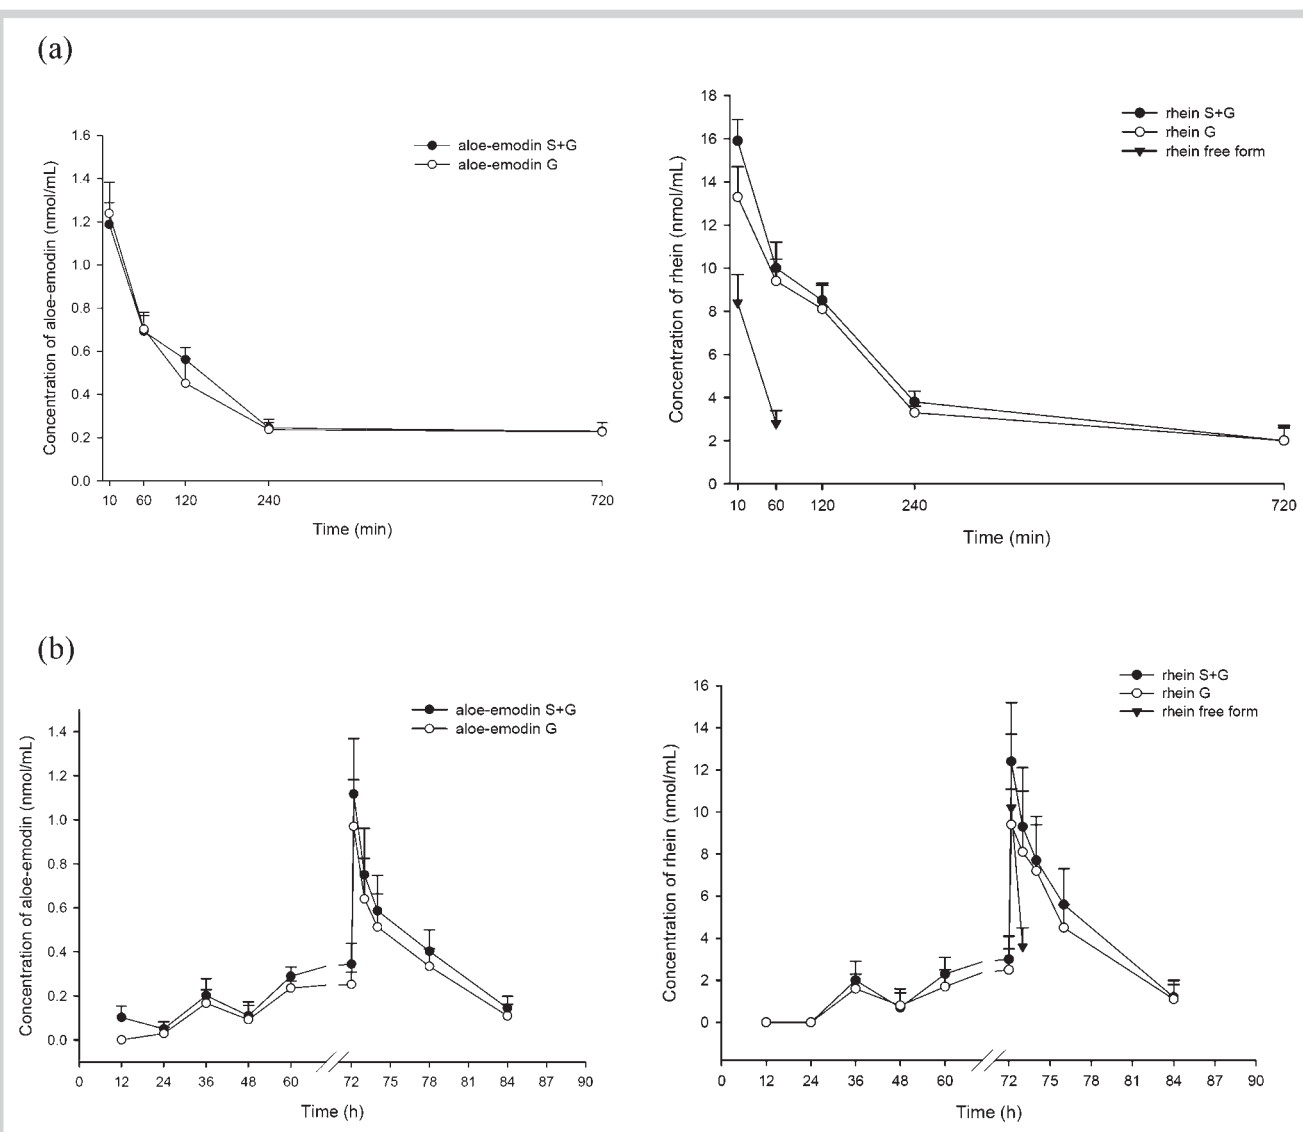 (a)
aloe-emodin S+G
aloe-emodin G
Concentration of aloe-emodin (nmol/mL)
1.6
1.4
1.2
1.0
0.8
0.6
0.4
0.2
0.0
10 60 120 240 720
Time (min)
rhein S+G
rhein G
rhein free form
Concentration of rhein (nmol/mL)
18
16
14
12
10
8
6
4
2
0
10 60 120 240 720
Time (min)
(b)
aloe-emodin S+G
aloe-emodin G
Concentration of aloe-emodin (nmol/mL)
1.4
1.2
1.0
0.8
0.6
0.4
0.2
0.0
0 12 24 36 48 60 72 75 78 81 84 87 90
Time (h)
rhein S+G
rhein G
rhein free form
Concentration of rhein (nmol/mL)
16
14
12
10
8
6
4
2
0
0 12 24 36 48 60 72 75 78 81 84 87 90
Time (h)